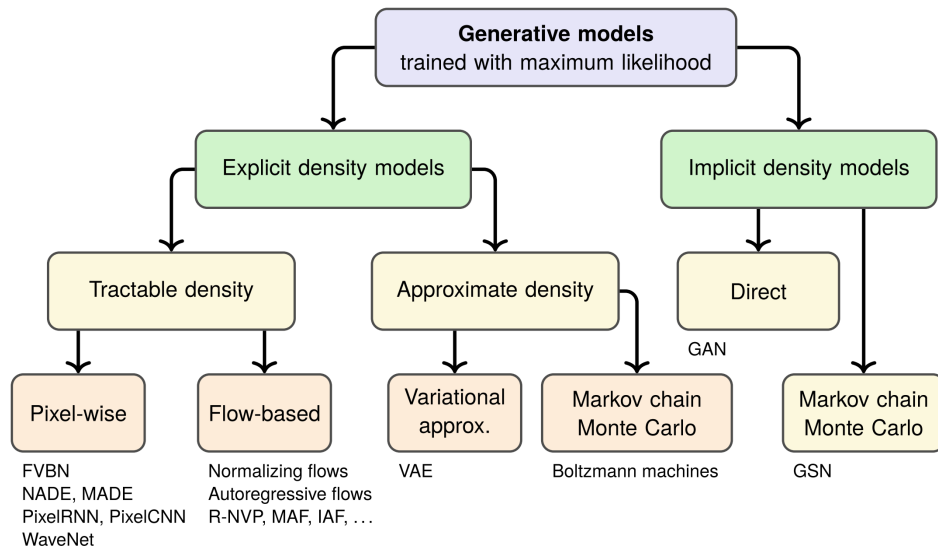 Generative models
trained with maximum likelihood
Explicit density models
Implicit density models
Tractable density
Approximate density
Direct
GAN
Pixel-wise
Flow-based
Variational
approx.
Markov chain
Monte Carlo
Markov chain
Monte Carlo
FVBN
NADE, MADE
PixelRNN, PixelCNN
WaveNet
Normalizing flows
Autoregressive flows
R-NVP, MAF, IAF, ...
VAE
Boltzmann machines
GSN